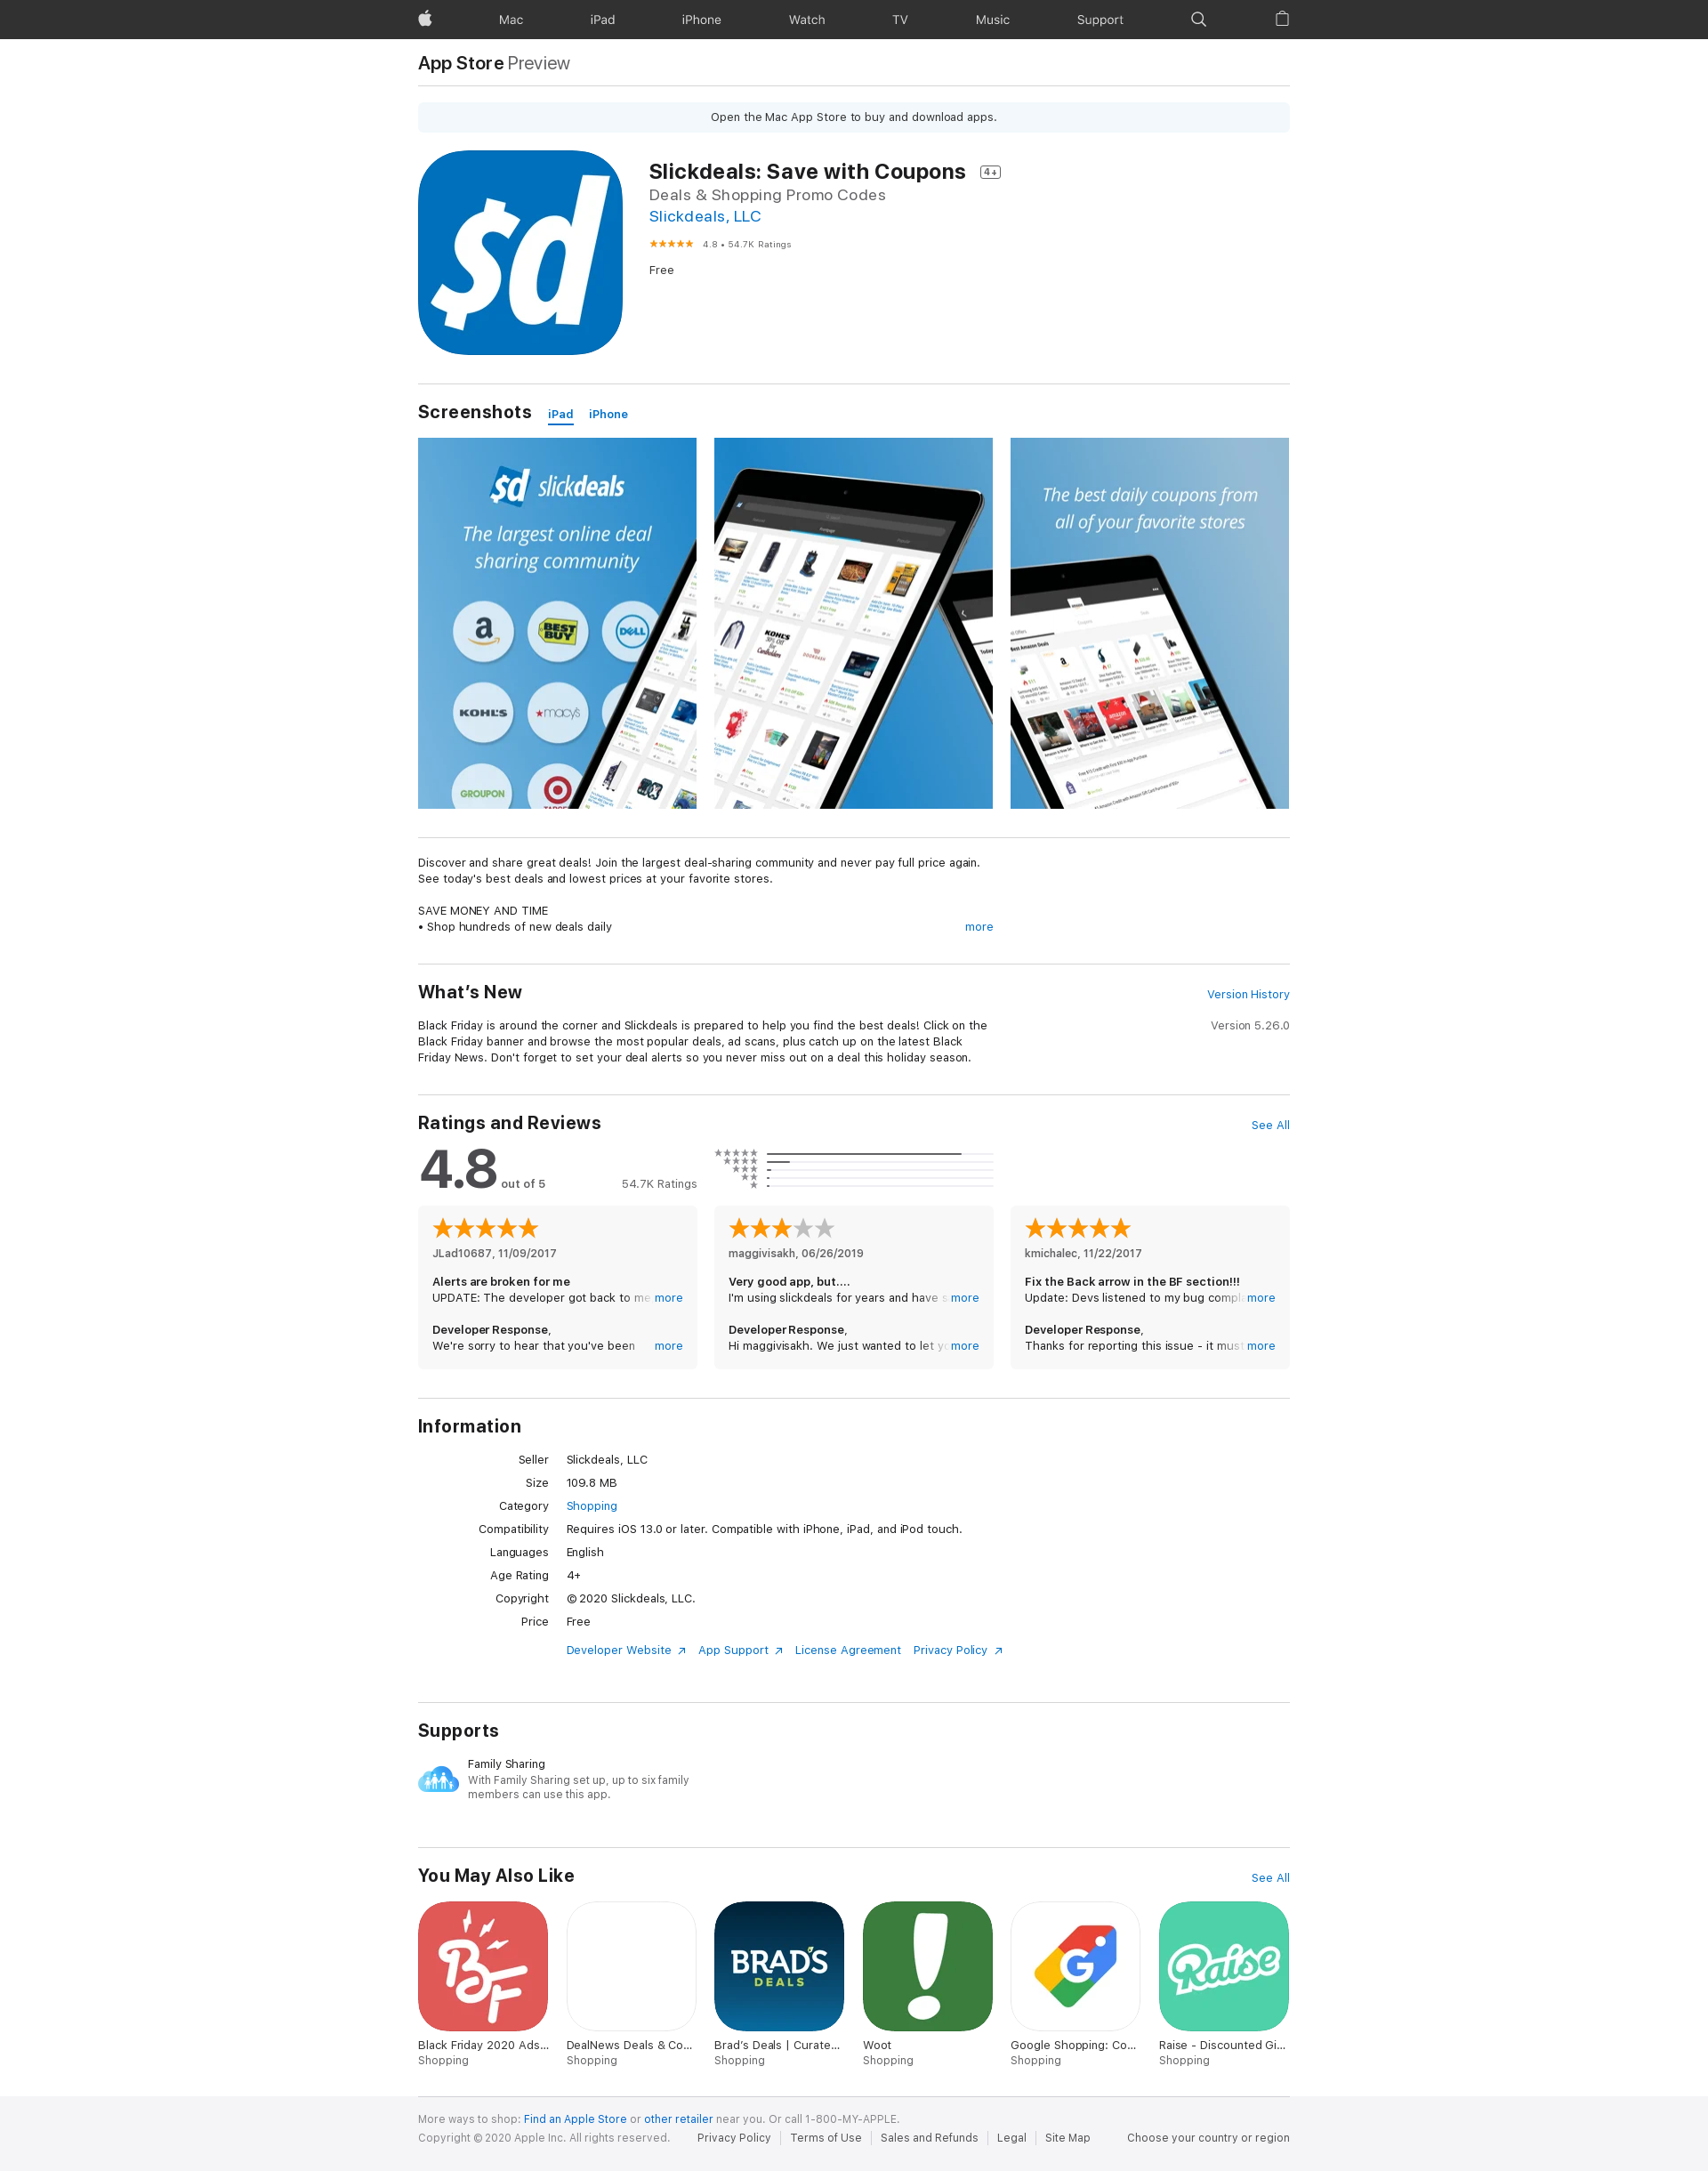 Mac iPad iPhone Watch TV Music Support
App Store Preview
Open the Mac App Store to buy and download apps.
$d
Slickdeals: Save with Coupons 4+
Deals & Shopping Promo Codes
Slickdeals, LLC
4.8 • 54.7K Ratings
Free
Screenshots iPad iPhone
$d slickdeals
The largest online deal
sharing community
a
BEST BUY
DELL
KOHL'S
★macy's
GROUPON
The best daily coupons from
all of your favorite stores
Discover and share great deals! Join the largest deal-sharing community and never pay full price again.
See today's best deals and lowest prices at your favorite stores.
SAVE MONEY AND TIME
• Shop hundreds of new deals daily more
What's New Version History
Black Friday is around the corner and Slickdeals is prepared to help you find the best deals! Click on the
Black Friday banner and browse the most popular deals, ad scans, plus catch up on the latest Black
Friday News. Don't forget to set your deal alerts so you never miss out on a deal this holiday season.
Version 5.26.0
Ratings and Reviews See All
4.8 out of 5 54.7K Ratings
JLad10687, 11/09/2017
Alerts are broken for me
UPDATE: The developer got back to me more
Developer Response,
We're sorry to hear that you've been more
maggivisakh, 06/26/2019
Very good app, but....
I'm using slickdeals for years and have more
Developer Response,
Hi maggivisakh. We just wanted to let more
kmichalec, 11/22/2017
Fix the Back arrow in the BF section!!!
Update: Devs listened to my bug more
Developer Response,
Thanks for reporting this issue - it must more
Information
Seller Slickdeals, LLC
Size 109.8 MB
Category Shopping
Compatibility Requires iOS 13.0 or later. Compatible with iPhone, iPad, and iPod touch.
Languages English
Age Rating 4+
Copyright © 2020 Slickdeals, LLC.
Price Free
Developer Website App Support License Agreement Privacy Policy
Supports
Family Sharing
With Family Sharing set up, up to six family
members can use this app.
You May Also Like See All
BF
BRAD'S
DEALS
!
G
Raise
Black Friday 2020 Ads...
Shopping
DealNews Deals & Co...
Shopping
Brad's Deals | Curate...
Shopping
Woot
Shopping
Google Shopping: Co...
Shopping
Raise - Discounted Gi...
Shopping
More ways to shop: Find an Apple Store or other retailer near you. Or call 1-800-MY-APPLE.
Copyright © 2020 Apple Inc. All rights reserved. Privacy Policy Terms of Use Sales and Refunds Legal Site Map Choose your country or region